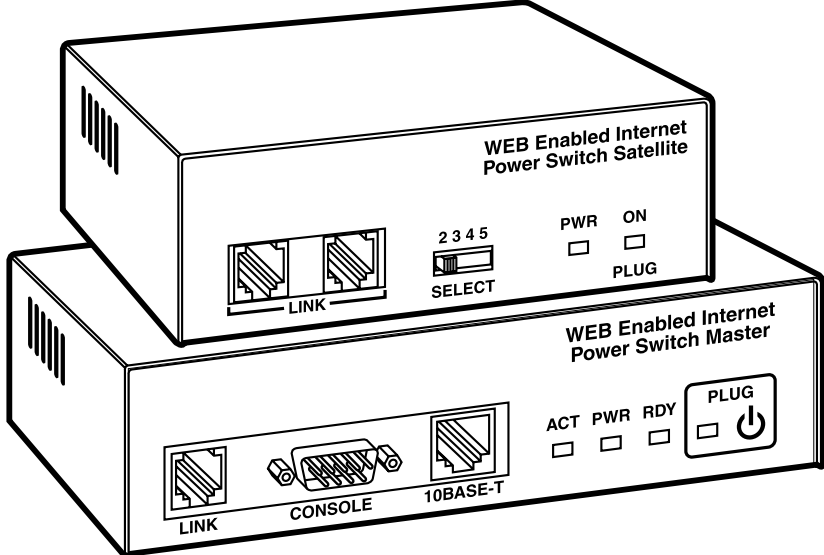 WEB Enabled Internet
Power Switch Satellite
2 3 4 5
PWR
ON
SELECT
PLUG
LINK
WEB Enabled Internet
Power Switch Master
ACT
PWR
RDY
PLUG
LINK
CONSOLE
10BASE-T